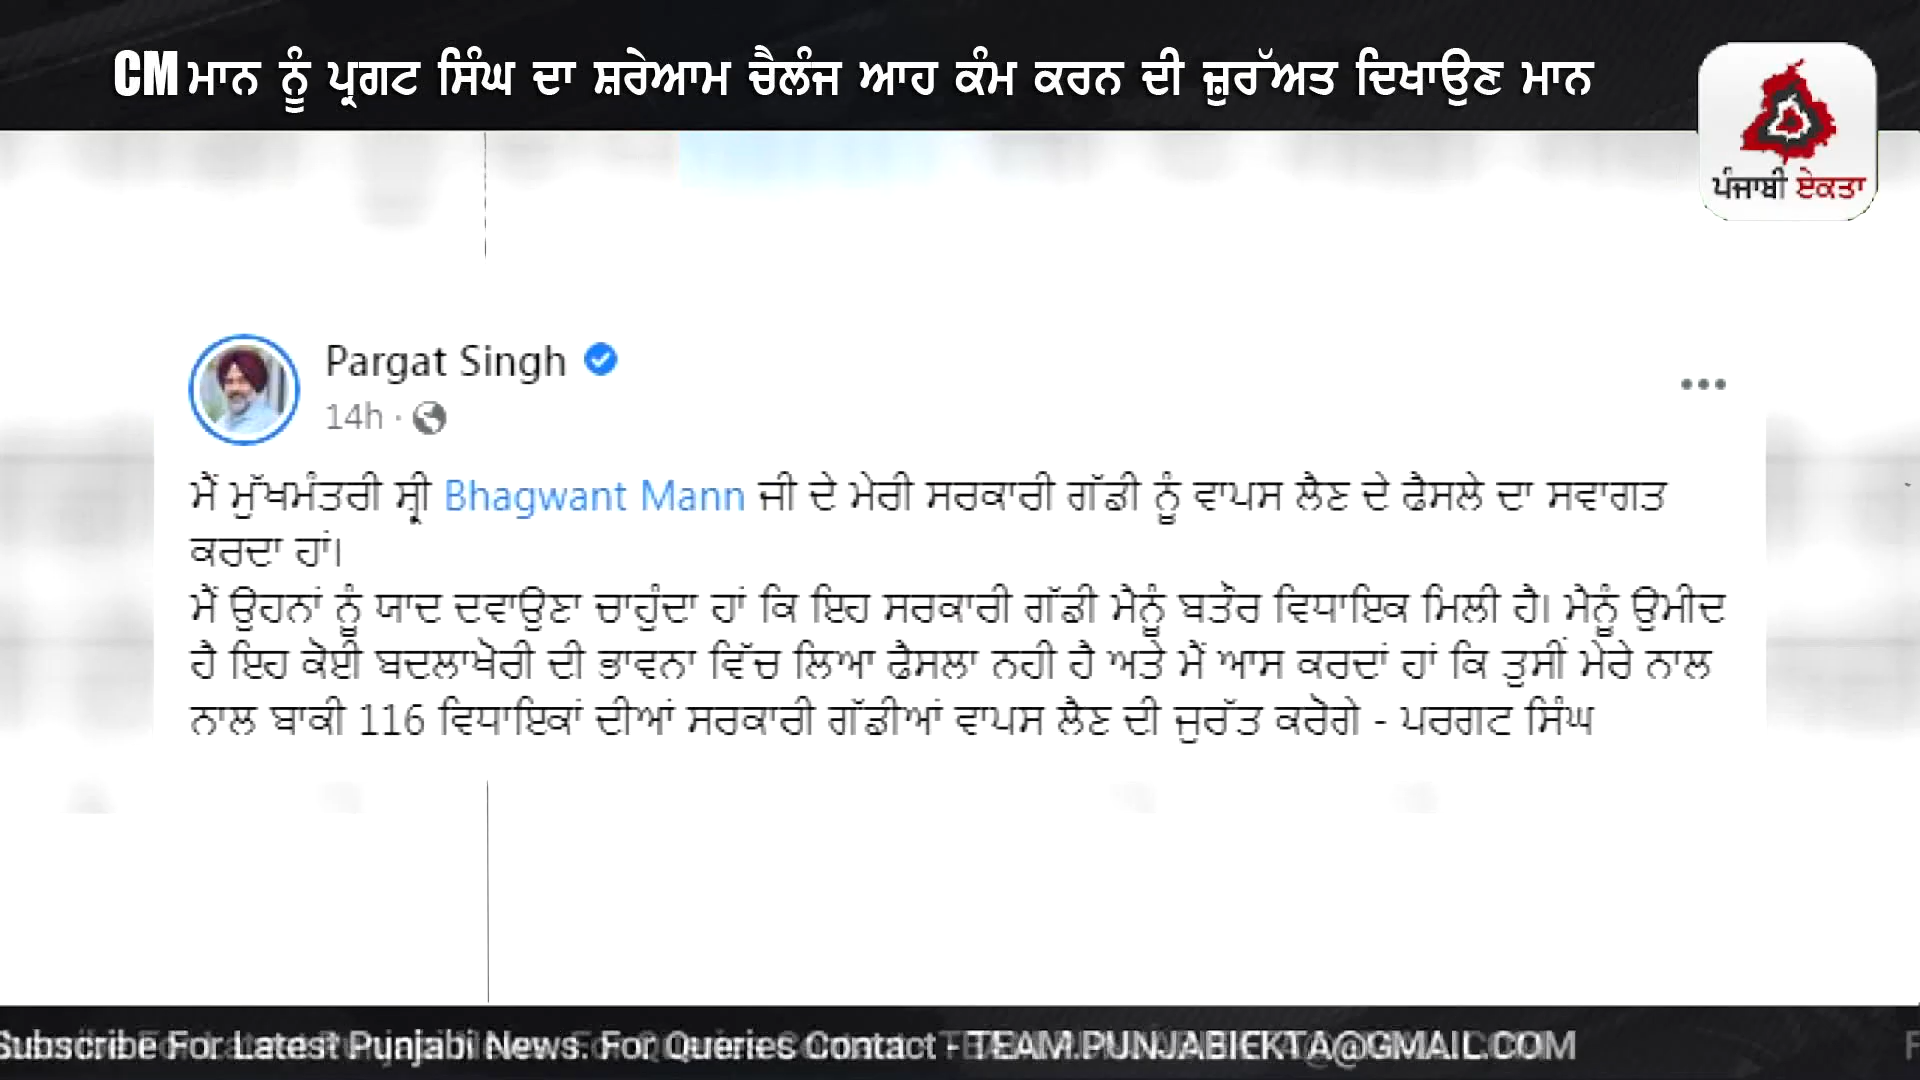 CM ਮਾਨ ਨੂੰ ਪ੍ਰਗਟ ਸਿੰਘ ਦਾ ਸ਼ਰੇਆਮ ਚੈਲੰਜ ਆਹ ਕੰਮ ਕਰਨ ਦੀ ਜ਼ੁਰੱਅਤ ਦਿਖਾਉਣ ਮਾਨ
ਪੰਜਾਬੀ ਏਕਤਾ
Pargat Singh
14h ·
ਮੈਂ ਮੁੱਖਮੰਤਰੀ ਸ਼੍ਰੀ Bhagwant Mann ਜੀ ਦੇ ਮੇਰੀ ਸਰਕਾਰੀ ਗੱਡੀ ਨੂੰ ਵਾਪਸ ਲੈਣ ਦੇ ਫੈਸਲੇ ਦਾ ਸਵਾਗਤ
ਕਰਦਾ ਹਾਂ।
ਮੈਂ ਉਹਨਾਂ ਨੂੰ ਯਾਦ ਦਵਾਉਣਾ ਚਾਹੁੰਦਾ ਹਾਂ ਕਿ ਇਹ ਸਰਕਾਰੀ ਗੱਡੀ ਮੈਨੂੰ ਬਤੌਰ ਵਿਧਾਇਕ ਮਿਲੀ ਹੈ। ਮੈਨੂੰ ਉਮੀਦ
ਹੈ ਇਹ ਕੋਈ ਬਦਲਾਖੋਰੀ ਦੀ ਭਾਵਨਾ ਵਿੱਚ ਲਿਆ ਫੈਸਲਾ ਨਹੀ ਹੈ ਅਤੇ ਮੈਂ ਆਸ ਕਰਦਾਂ ਹਾਂ ਕਿ ਤੁਸੀਂ ਮੇਰੇ ਨਾਲ
ਨਾਲ ਬਾਕੀ 116 ਵਿਧਾਇਕਾਂ ਦੀਆਂ ਸਰਕਾਰੀ ਗੱਡੀਆਂ ਵਾਪਸ ਲੈਣ ਦੀ ਜੁਰੱਤ ਕਰੋਗੇ - ਪਰਗਟ ਸਿੰਘ
Subscribe For Latest Punjabi News. For Queries Contact - TEAM.PUNJABIEKTA@GMAIL.COM